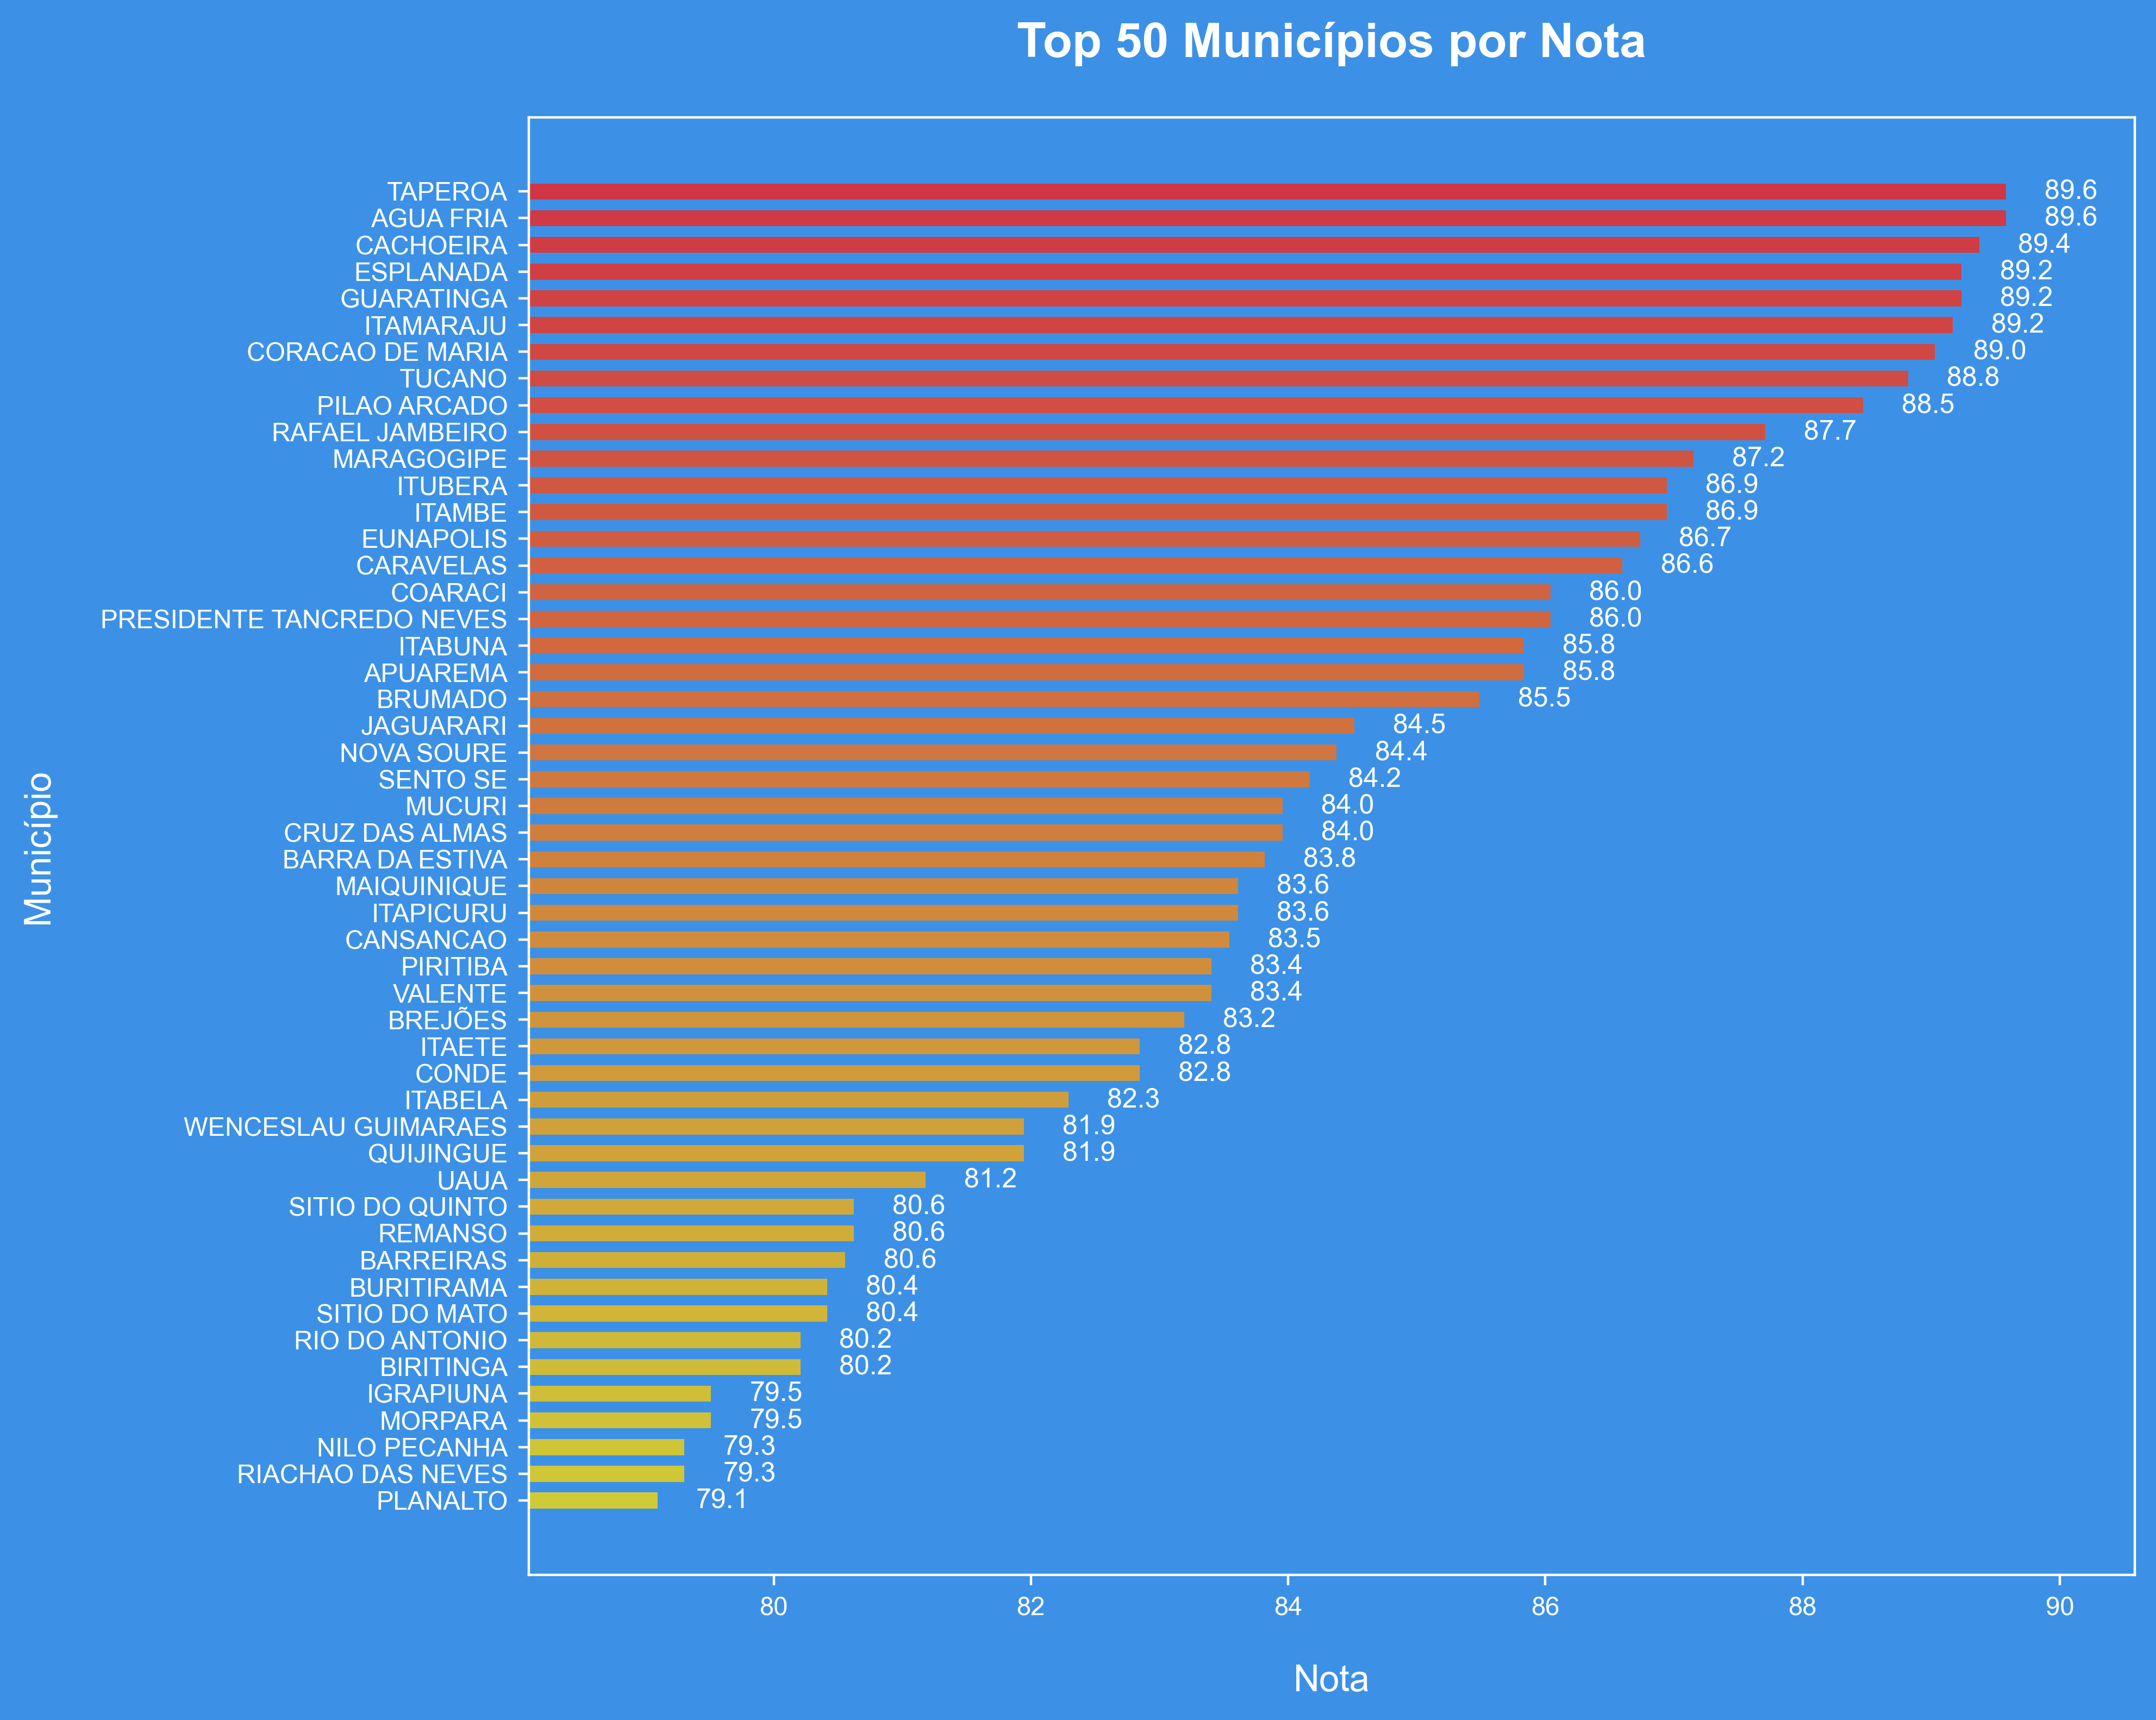 Top 50 Municípios por Nota
TAPEROA 89.6
AGUA FRIA 89.6
CACHOEIRA 89.4
ESPLANADA 89.2
GUARATINGA 89.2
ITAMARAJU 89.2
CORACAO DE MARIA 89.0
TUCANO 88.8
PILAO ARCADO 88.5
RAFAEL JAMBEIRO 87.7
MARAGOGIPE 87.2
ITUBERA 86.9
ITAMBE 86.9
EUNAPOLIS 86.7
CARAVELAS 86.6
COARACI 86.0
PRESIDENTE TANCREDO NEVES 86.0
ITABUNA 85.8
APUAREMA 85.8
BRUMADO 85.5
JAGUARARI 84.5
NOVA SOURE 84.4
SENTO SE 84.2
MUCURI 84.0
CRUZ DAS ALMAS 84.0
BARRA DA ESTIVA 83.8
MAIQUINIQUE 83.6
ITAPICURU 83.6
CANSANCAO 83.5
PIRITIBA 83.4
VALENTE 83.4
BREJÕES 83.2
ITAETE 82.8
CONDE 82.8
ITABELA 82.3
WENCESLAU GUIMARAES 81.9
QUIJINGUE 81.9
UAUA 81.2
SITIO DO QUINTO 80.6
REMANSO 80.6
BARREIRAS 80.6
BURITIRAMA 80.4
SITIO DO MATO 80.4
RIO DO ANTONIO 80.2
BIRITINGA 80.2
IGRAPIUNA 79.5
MORPARA 79.5
NILO PECANHA 79.3
RIACHAO DAS NEVES 79.3
PLANALTO 79.1
Município
80 82 84 86 88 90
Nota